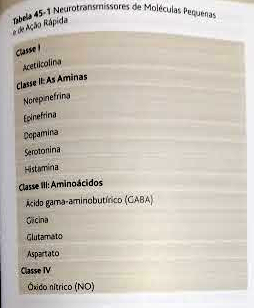 Tabela 45-1 Neurotransmissores de Moléculas Pequenas
e de Ação Rápida
Classe I
Acetilcolina
Classe II: As Aminas
Norepinefrina
Epinefrina
Dopamina
Serotonina
Histamina
Classe III: Aminoácidos
Ácido gama-aminobutírico (GABA)
Glicina
Glutamato
Aspartato
Classe IV
Óxido nítrico (NO)